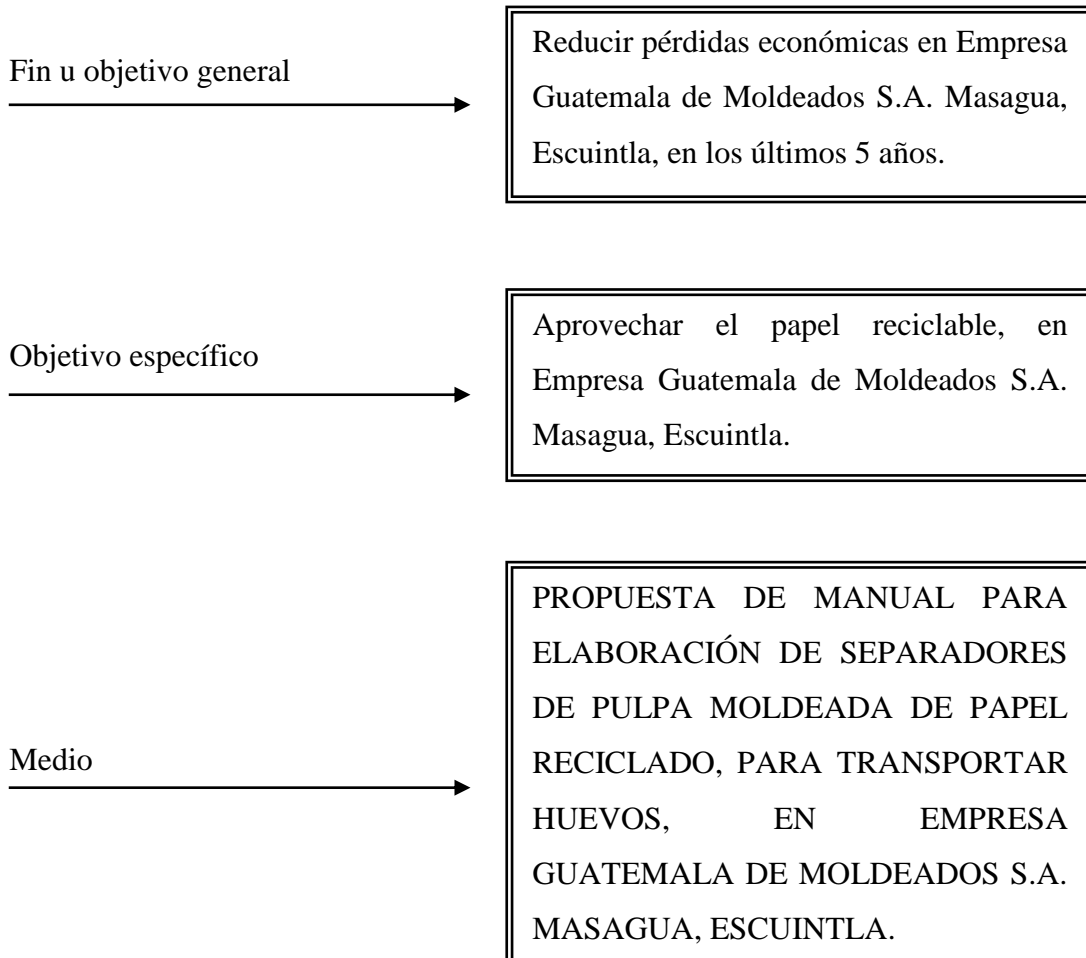 Fin u objetivo general
Reducir pérdidas económicas en Empresa
Guatemala de Moldeados S.A. Masagua,
Escuintla, en los últimos 5 años.
Objetivo específico
Aprovechar el papel reciclable, en
Empresa Guatemala de Moldeados S.A.
Masagua, Escuintla.
Medio
PROPUESTA DE MANUAL PARA
ELABORACIÓN DE SEPARADORES
DE PULPA MOLDEADA DE PAPEL
RECICLADO, PARA TRANSPORTAR
HUEVOS, EN EMPRESA
GUATEMALA DE MOLDEADOS S.A.
MASAGUA, ESCUINTLA.